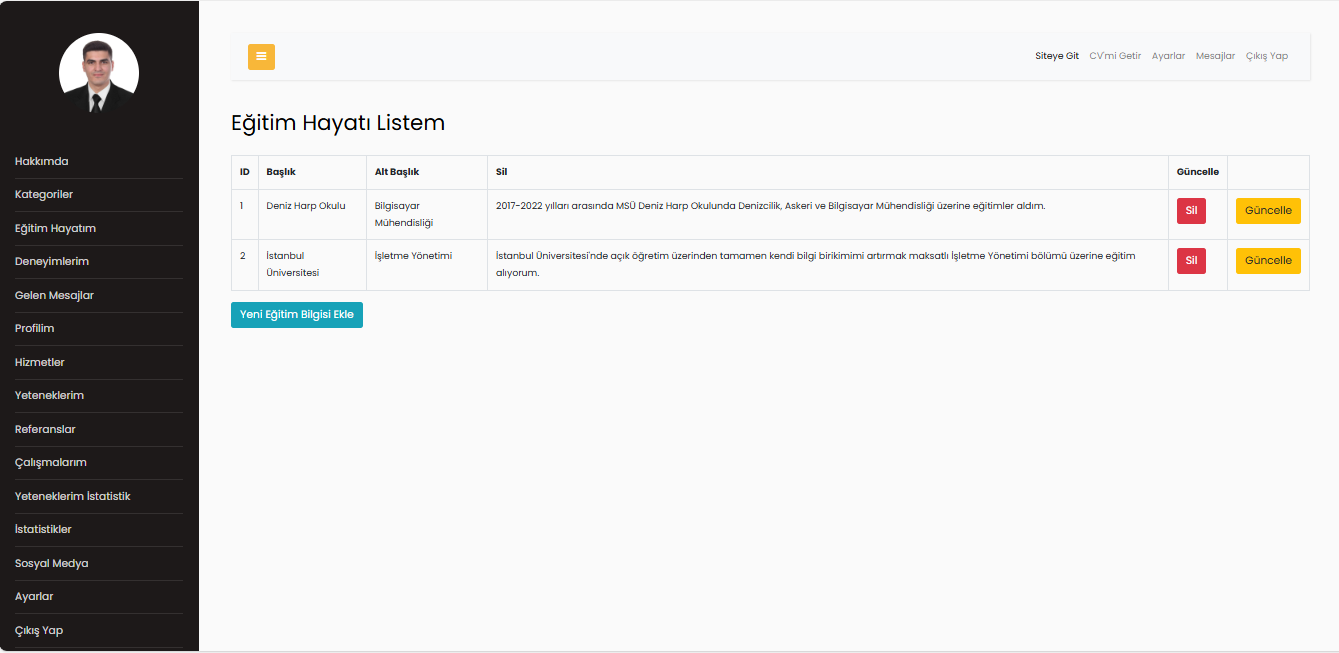 Hakkımda
Kategoriler
Eğitim Hayatım
Deneyimlerim
Gelen Mesajlar
Profilim
Hizmetler
Yeteneklerim
Referanslar
Çalışmalarım
Yeteneklerim İstatistik
İstatistikler
Sosyal Medya
Ayarlar
Çıkış Yap
Siteye Git CV'mi Getir Ayarlar Mesajlar Çıkış Yap
Eğitim Hayatı Listem
ID Başlık Alt Başlık Sil Güncelle
1 Deniz Harp Okulu Bilgisayar 2017-2022 yılları arasında MSÜ Deniz Harp Okulunda Denizcilik, Askeri ve Bilgisayar Mühendisliği üzerine eğitimler aldım. Sil Güncelle
Mühendisliği
2 İstanbul İşletme Yönetimi İstanbul Üniversitesi'nde açık öğretim üzerinden tamamen kendi bilgi birikimimi artırmak maksatlı İşletme Yönetimi bölümü üzerine eğitim Sil Güncelle
Üniversitesi alıyorum.
Yeni Eğitim Bilgisi Ekle